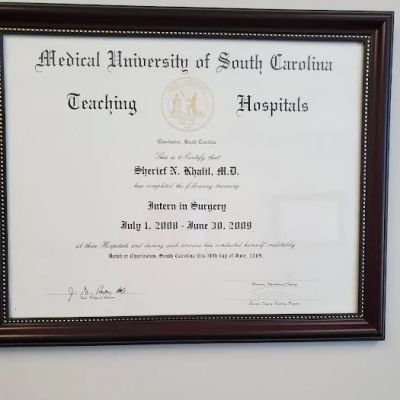 Medical University of South Carolina
Teaching Hospitals
Charleston, South Carolina
This is to Certify that
Sherief N. Khalil, M.D.
has completed the following training
Intern in Surgery
July 1, 2008 - June 30, 2009
at these Hospitals and during such service has conducted himself creditably
Dated at Charleston, South Carolina this 30th day of June, 2009.